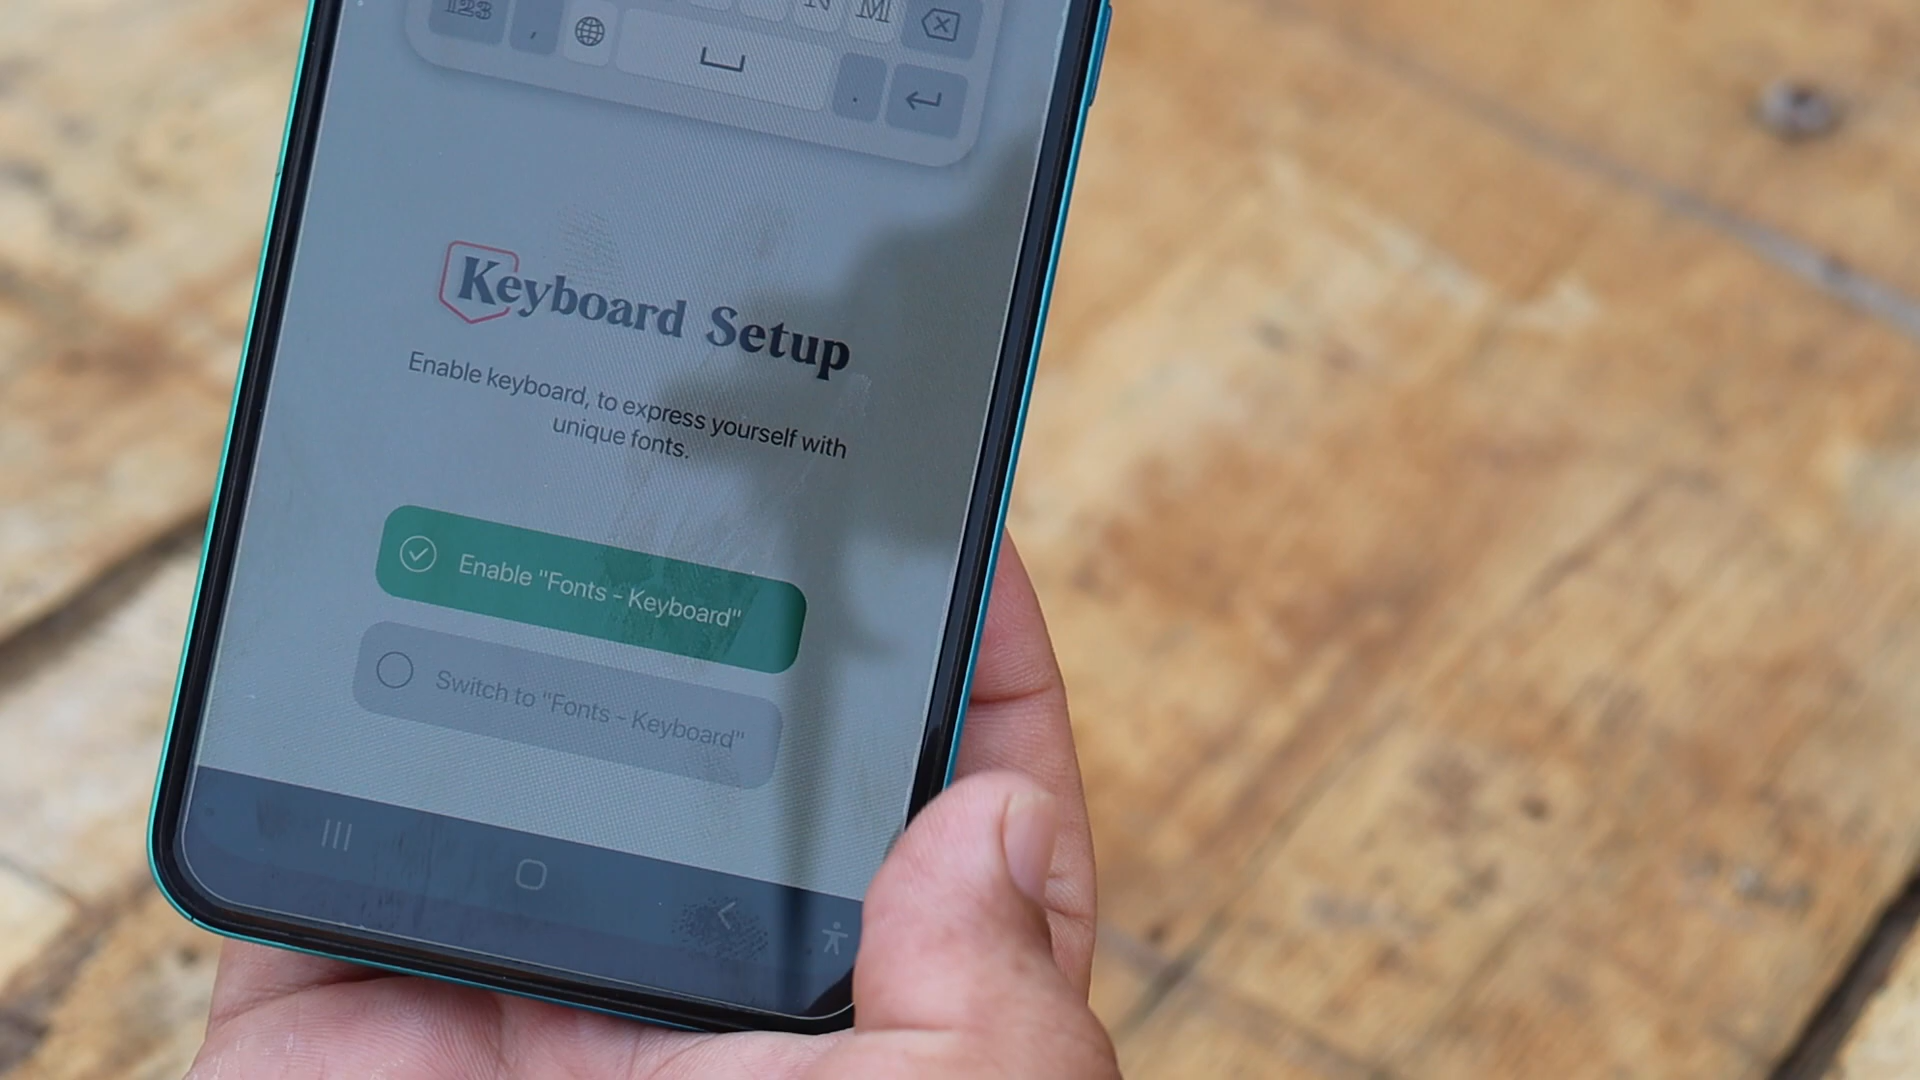 N M
123 , .
Keyboard Setup
Enable keyboard, to express yourself with
unique fonts.
Enable "Fonts - Keyboard"
Switch to "Fonts - Keyboard"